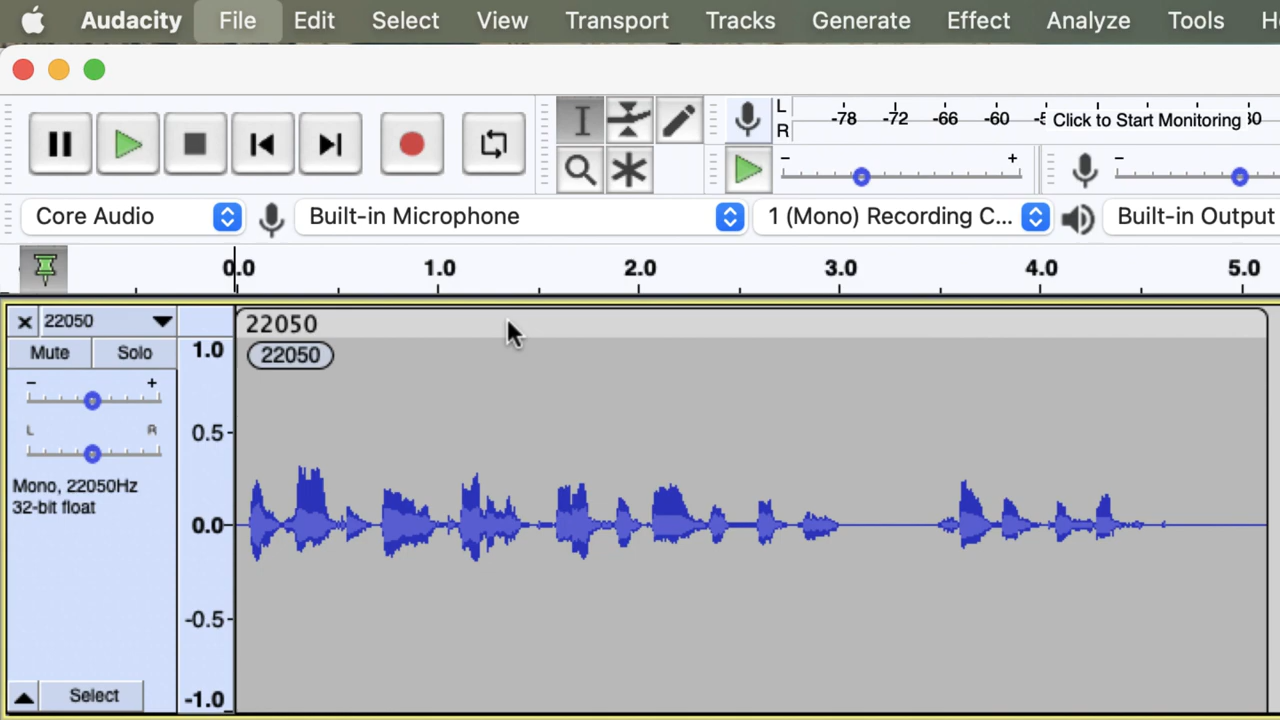 Audacity File Edit Select View Transport Tracks Generate Effect Analyze Tools
L
R
-78 -72 -66 -60 Click to Start Monitoring
- +
- +
Core Audio Built-in Microphone 1 (Mono) Recording C... Built-in Output
0.0 1.0 2.0 3.0 4.0 5.0
22050 22050
22050
Mute Solo
- +
L R
Mono, 22050Hz
32-bit float
Select
1.0
0.5-
0.0-
-0.5-
-1.0